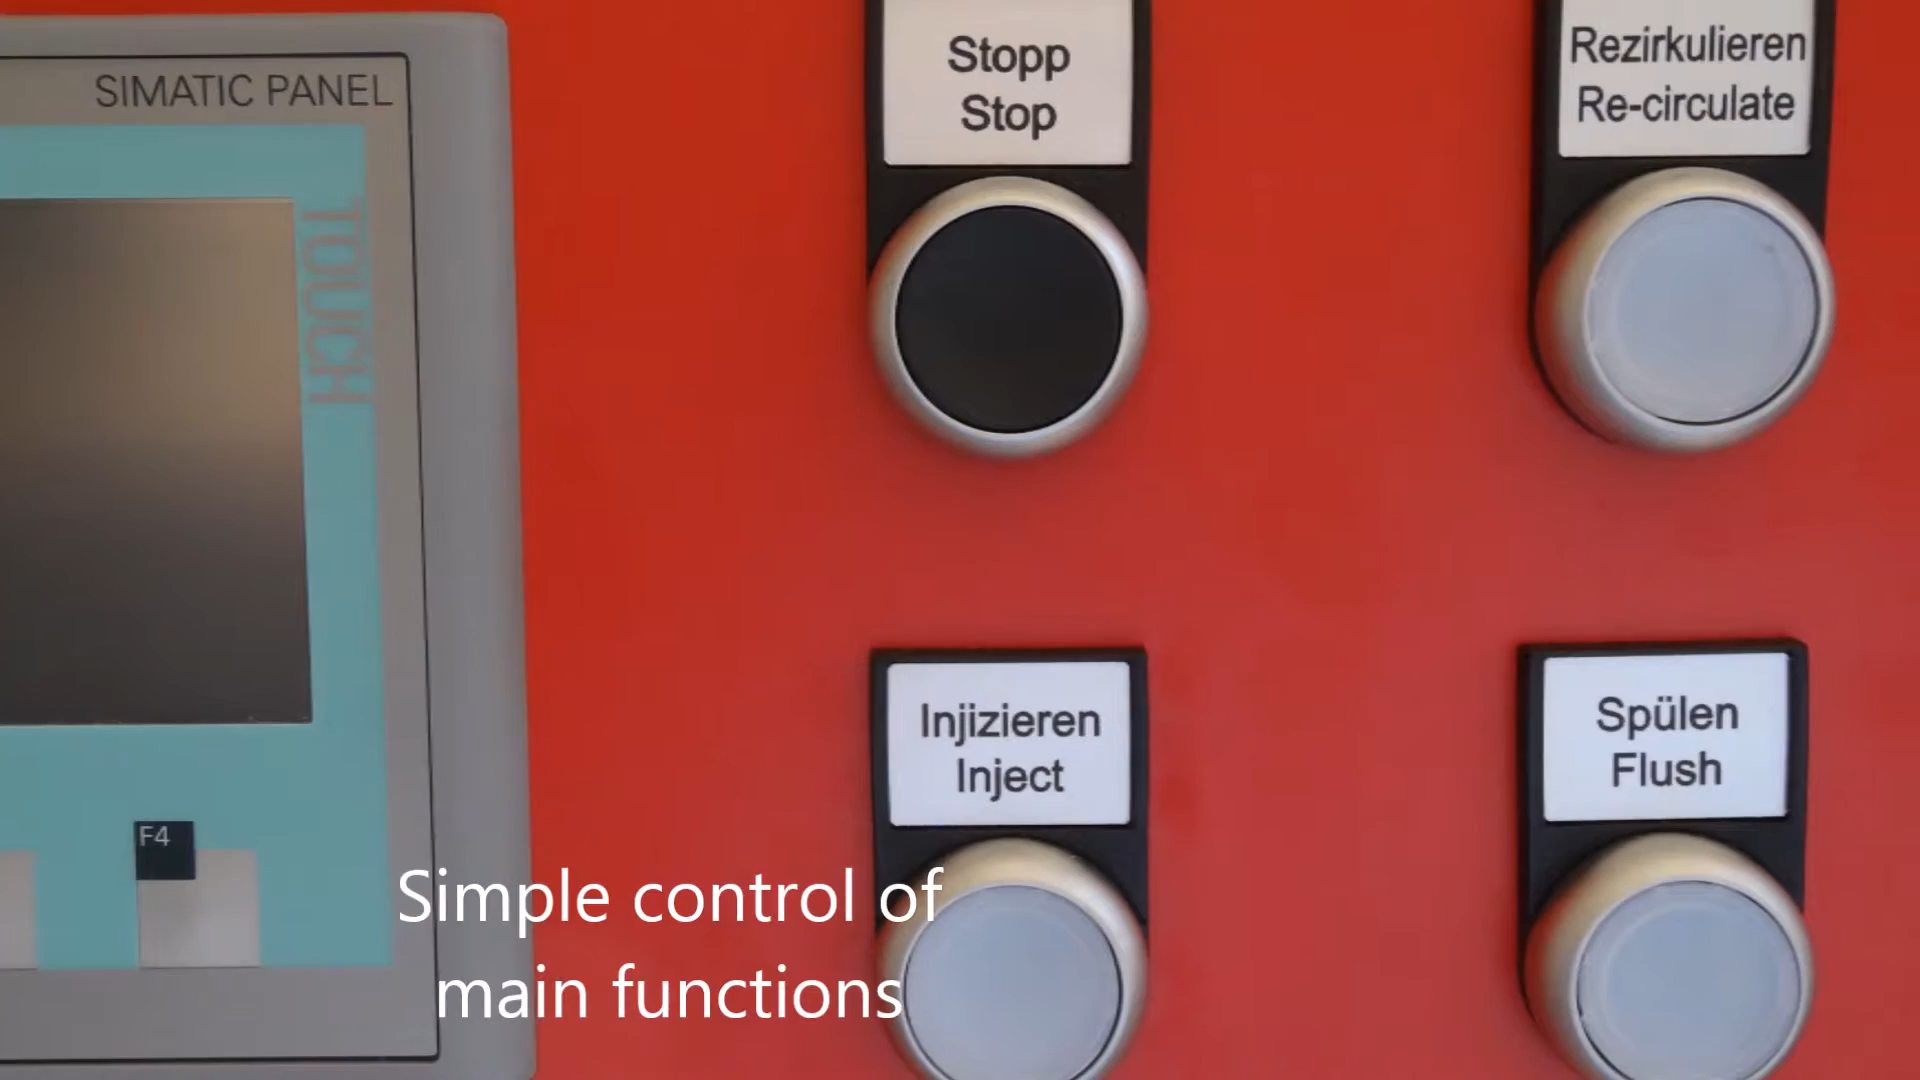 SIMATIC PANEL
TOUCH
Stopp
Stop
Rezirkulieren
Re-circulate
Injizieren
Inject
Spülen
Flush
F4
Simple control of
main functions